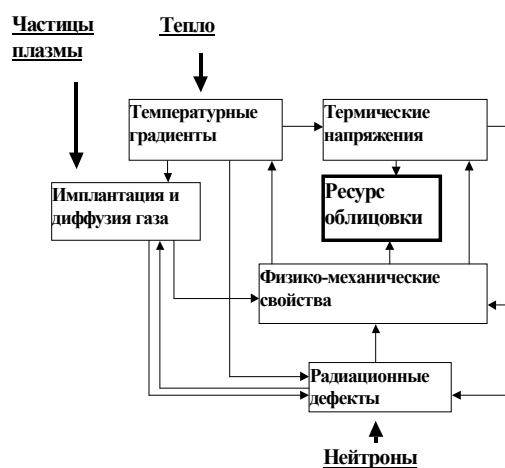 Частицы
плазмы
Тепло
Температурные
градиенты
Термические
напряжения
Имплантация и
диффузия газа
Ресурс
облицовки
Физико-механические
свойства
Радиационные
дефекты
Нейтроны